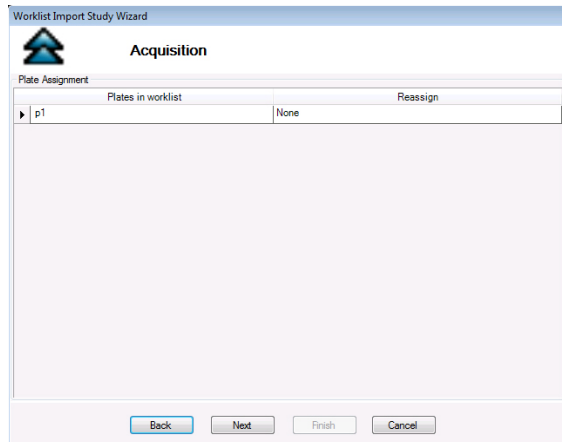 Worklist Import Study Wizard
Acquisition
Plate Assignment
Plates in worklist Reassign
p1 None
Back Next Finish Cancel